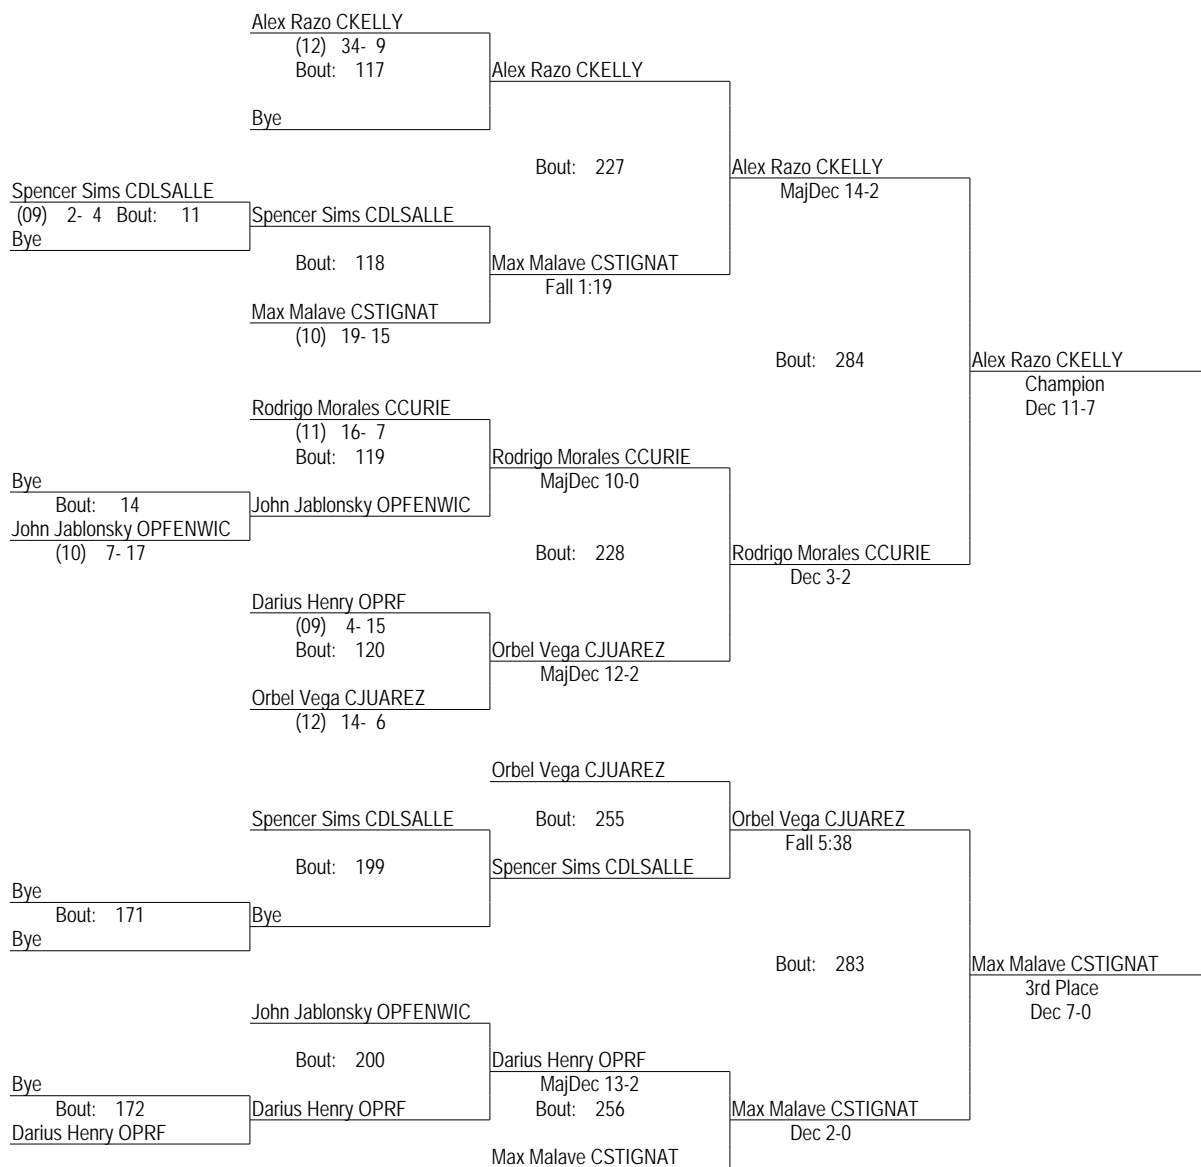 Alex Razo CKELLY
(12) 34- 9
Bout: 117
Alex Razo CKELLY
Bye
Bout: 227
Alex Razo CKELLY
MajDec 14-2
Spencer Sims CDLSALLE
(09) 2- 4 Bout: 11
Bye
Spencer Sims CDLSALLE
Bout: 118
Max Malave CSTIGNAT
Fall 1:19
Max Malave CSTIGNAT
(10) 19- 15
Bout: 284
Alex Razo CKELLY
Champion
Dec 11-7
Rodrigo Morales CCURIE
(11) 16- 7
Bout: 119
Rodrigo Morales CCURIE
MajDec 10-0
Bye
Bout: 14
John Jablonsky OPFENWIC
John Jablonsky OPFENWIC
(10) 7- 17
Bout: 228
Rodrigo Morales CCURIE
Dec 3-2
Darius Henry OPRF
(09) 4- 15
Bout: 120
Orbel Vega CJUAREZ
MajDec 12-2
Orbel Vega CJUAREZ
(12) 14- 6
Orbel Vega CJUAREZ
Spencer Sims CDLSALLE
Bout: 255
Orbel Vega CJUAREZ
Fall 5:38
Bout: 199
Spencer Sims CDLSALLE
Bye
Bout: 171
Bye
Bye
Bout: 283
Max Malave CSTIGNAT
3rd Place
Dec 7-0
John Jablonsky OPFENWIC
Bout: 200
Darius Henry OPRF
MajDec 13-2
Bye
Bout: 172
Darius Henry OPRF
Bout: 256
Max Malave CSTIGNAT
Dec 2-0
Darius Henry OPRF
Max Malave CSTIGNAT